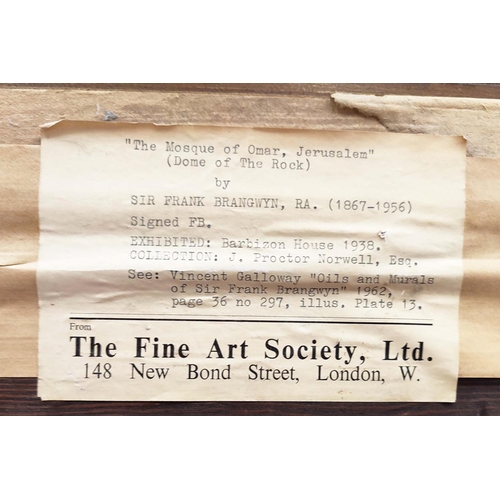 "The Mosque of Omar, Jerusalem"
(Dome of The Rock)
by
SIR FRANK BRANGWYN, RA. (1867-1956)
Signed FB.
EXHIBITED: Barbizon House 1938.
COLLECTION: J. Proctor Norwell, Esq.
See: Vincent Galloway "Oils and Murals
of Sir Frank Brangwyn" 1962,
page 36 no 297, illus. Plate 13.
From
The Fine Art Society, Ltd.
148 New Bond Street, London, W.